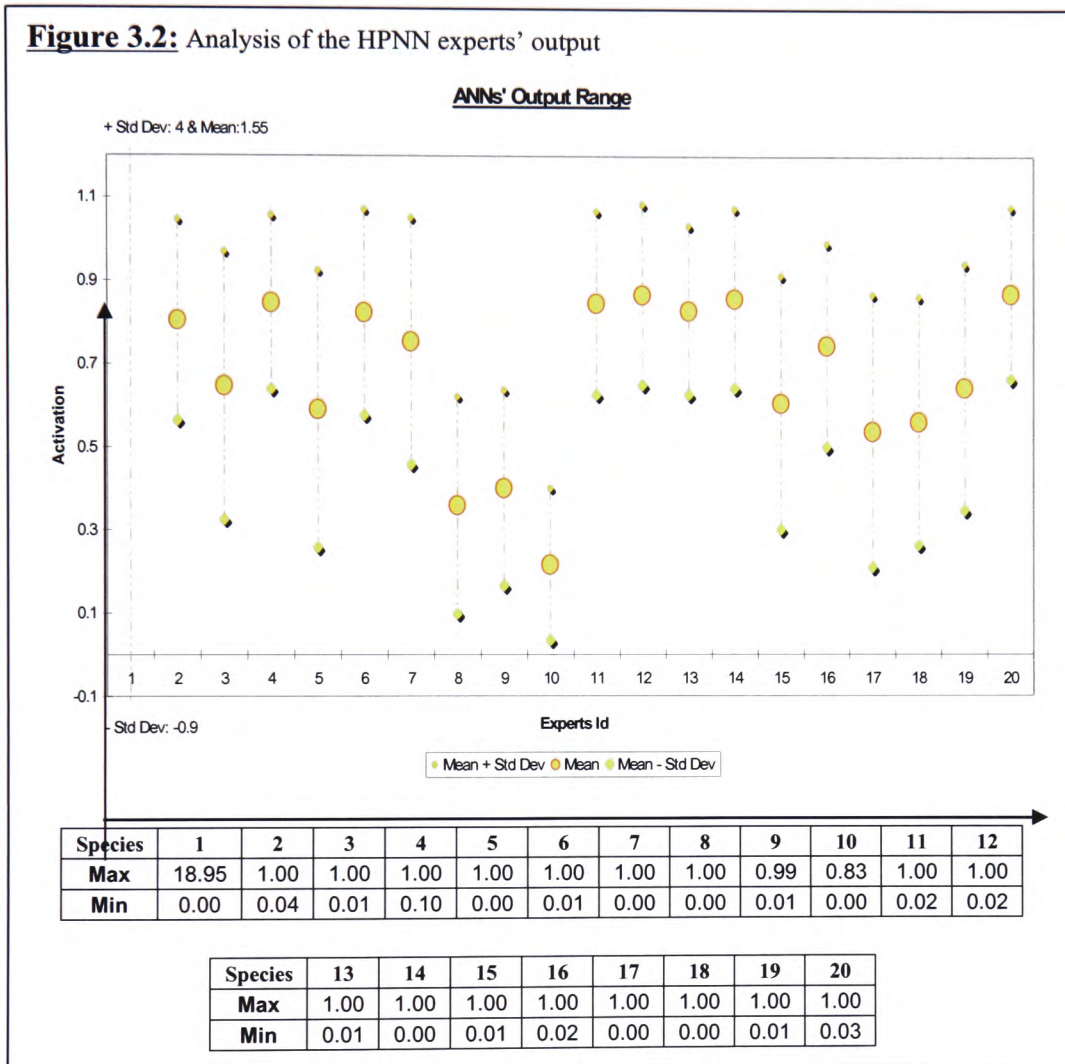 Figure 3.2: Analysis of the HPNN experts' output
ANNs' Output Range
+ Std Dev: 4 & Mean:1.55
Activation
1.1
0.9
0.7
0.5
0.3
0.1
-0.1
1 2 3 4 5 6 7 8 9 10 11 12 13 14 15 16 17 18 19 20
- Std Dev: -0.9
Experts Id
Mean + Std Dev Mean Mean - Std Dev
Species 1 2 3 4 5 6 7 8 9 10 11 12
Max 18.95 1.00 1.00 1.00 1.00 1.00 1.00 1.00 0.99 0.83 1.00 1.00
Min 0.00 0.04 0.01 0.10 0.00 0.01 0.00 0.00 0.01 0.00 0.02 0.02
Species 13 14 15 16 17 18 19 20
Max 1.00 1.00 1.00 1.00 1.00 1.00 1.00 1.00
Min 0.01 0.00 0.01 0.02 0.00 0.00 0.01 0.03